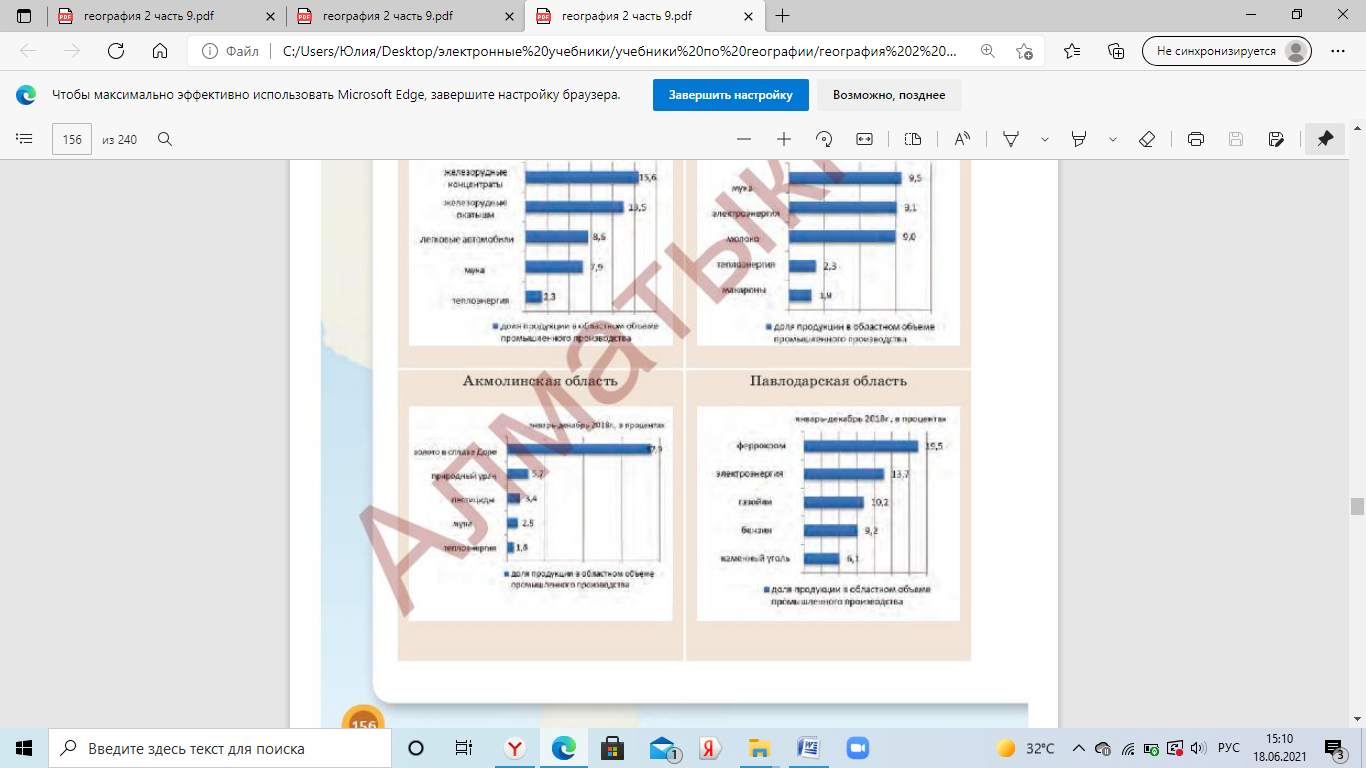 география 2 часть 9.pdf
география 2 часть 9.pdf
география 2 часть 9.pdf
Файл
C:/Users/Юлия/Desktop/электронные%20учебники/учебники%20по%20географии/география%202%20...
Не синхронизируется
Чтобы максимально эффективно использовать Microsoft Edge, завершите настройку браузера.
Завершить настройку
Возможно, позднее
156 из 240
железорудные
концентраты
15,6
железорудные
окатыши
13,5
легковые автомобили
8,5
мука
7,9
теплоэнергия
2,3
доля продукции в областном объеме
промышленного производства
мука
9,5
электроэнергия
9,1
молоко
9,0
теплоэнергия
2,3
макароны
1,9
доля продукции в областном объеме
промышленного производства
Алматык
Акмолинская область
январь-декабрь 2018г., в процентах
золото в сплаве Доре
природный уран
5,7
пестициды
3,4
мука
2,5
теплоэнергия
1,8
доля продукции в областном объеме
промышленного производства
Павлодарская область
январь-декабрь 2018г., в процентах
феррохром
19,5
электроэнергия
13,7
газойли
10,2
бензин
9,2
каменный уголь
6,1
доля продукции в областном объеме
промышленного производства
156
Введите здесь текст для поиска
1
32°C
РУС
15:10
18.06.2021
3